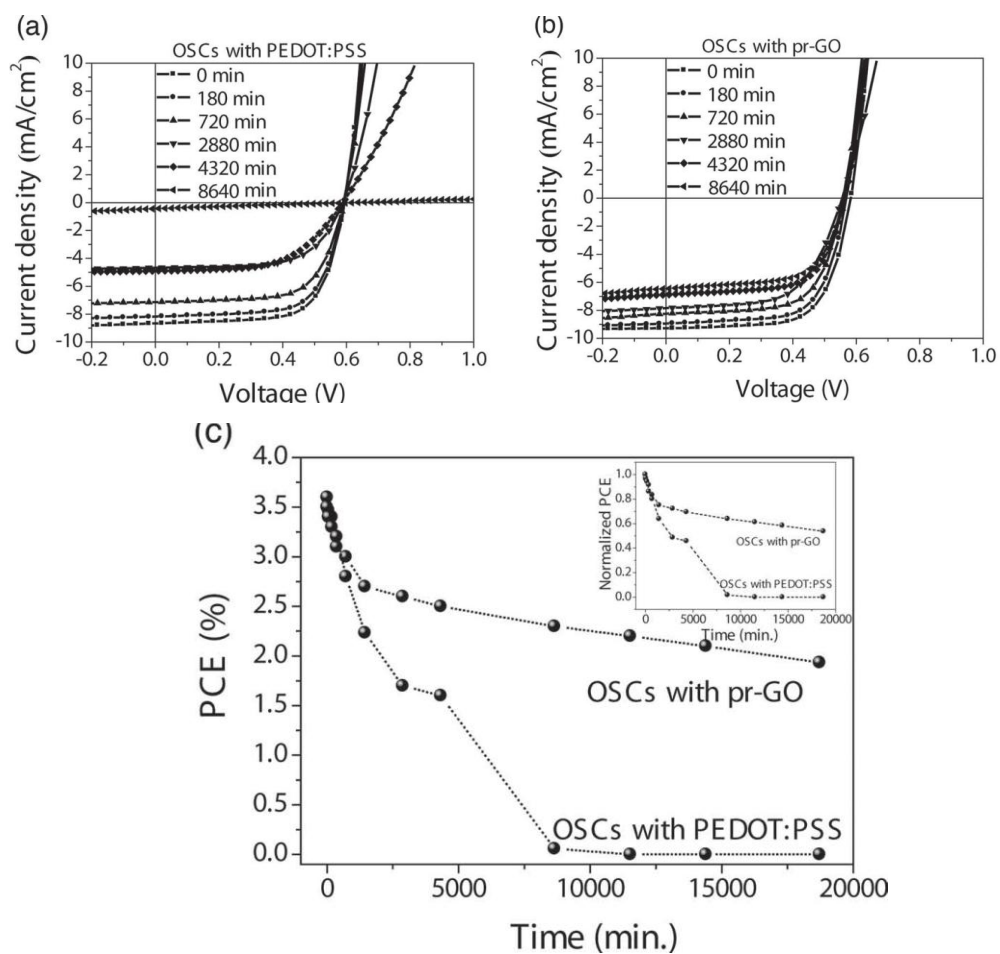 (a)
OSCs with PEDOT:PSS
0 min
180 min
720 min
2880 min
4320 min
8640 min
Current density (mA/cm²)
10
8
6
4
2
0
-2
-4
-6
-8
-10
-0.2 0.0 0.2 0.4 0.6 0.8 1.0
Voltage (V)
(b)
OSCs with pr-GO
0 min
180 min
720 min
2880 min
4320 min
8640 min
Current density (mA/cm²)
10
8
6
4
2
0
-2
-4
-6
-8
-10
-0.2 0.0 0.2 0.4 0.6 0.8 1.0
Voltage (V)
(c)
PCE (%)
4.0
3.5
3.0
2.5
2.0
1.5
1.0
0.5
0.0
0 5000 10000 15000 20000
Time (min.)
OSCs with pr-GO
OSCs with PEDOT:PSS
Normalized PCE
1.0
0.8
0.6
0.4
0.2
0.0
OSCs with pr-GO
OSCs with PEDOT:PSS
0 5000 10000 15000 20000
Time (min.)